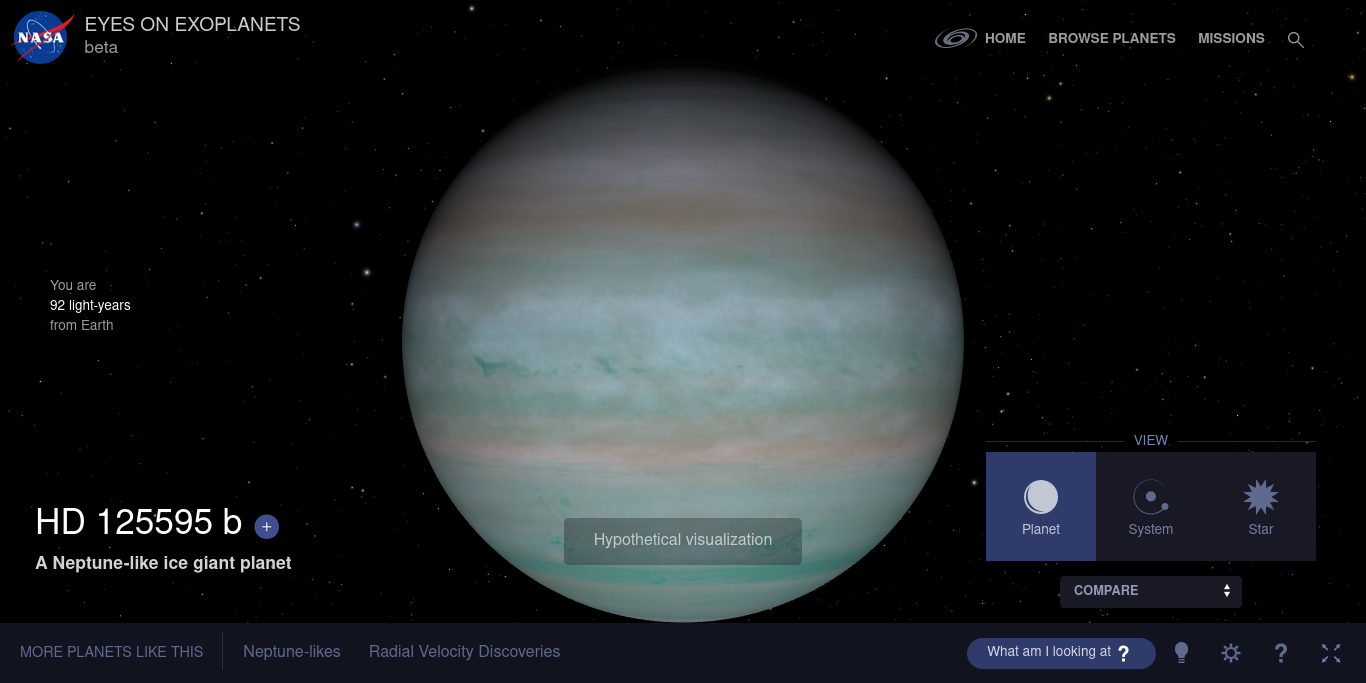 NASA
EYES ON EXOPLANETS
beta
HOME
BROWSE PLANETS
MISSIONS
You are
92 light-years
from Earth
VIEW
Planet
System
Star
HD 125595 b +
A Neptune-like ice giant planet
Hypothetical visualization
COMPARE
MORE PLANETS LIKE THIS
Neptune-likes
Radial Velocity Discoveries
What am I looking at ?
?